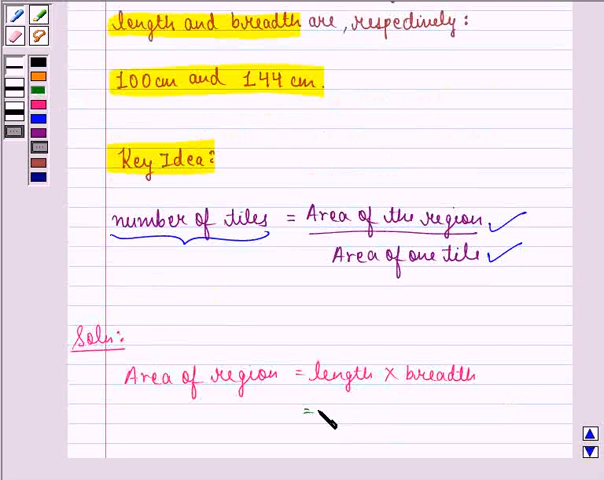 length and breadth are, respectively:
100cm and 144 cm.
Key Idea:
number of tiles = Area of the region
Area of one tile
Soln:
Area of region = length × breadth
=